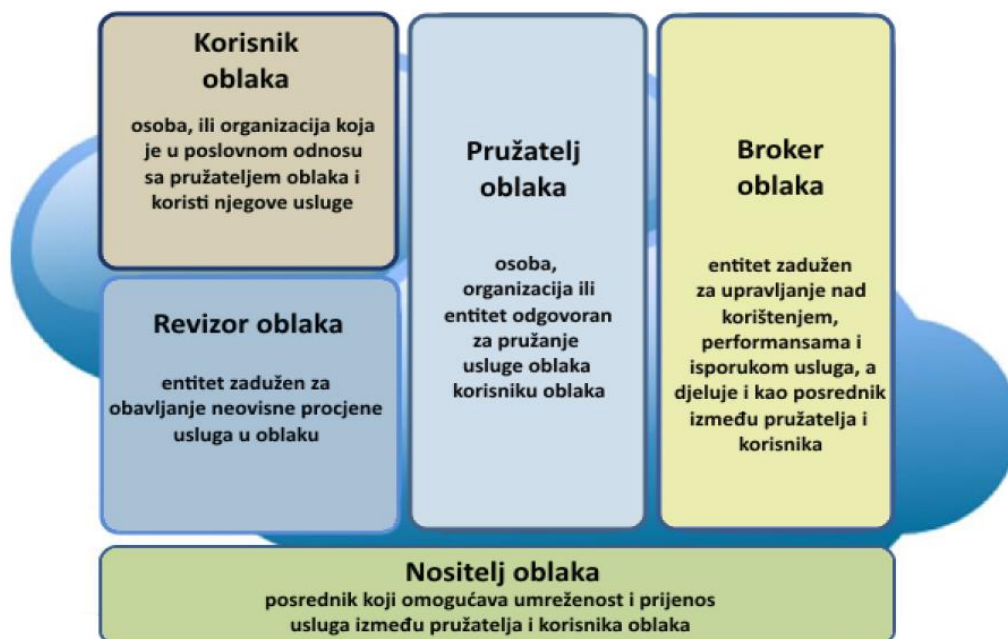 Korisnik
oblaka
osoba, ili organizacija koja
je u poslovnom odnosu
sa pružateljem oblaka i
koristi njegove usluge
Revizor oblaka
entitet zadužen za
obavljanje neovisne procjene
usluga u oblaku
Pružatelj
oblaka
osoba,
organizacija ili
entitet odgovoran
za pružanje
usluge oblaka
korisniku oblaka
Broker
oblaka
entitet zadužen
za upravljanje nad
korištenjem,
performansama i
isporukom usluga, a
djeluje i kao posrednik
između pružatelja i
korisnika
Nositelj oblaka
posrednik koji omogućava umreženost i prijenos
usluga između pružatelja i korisnika oblaka